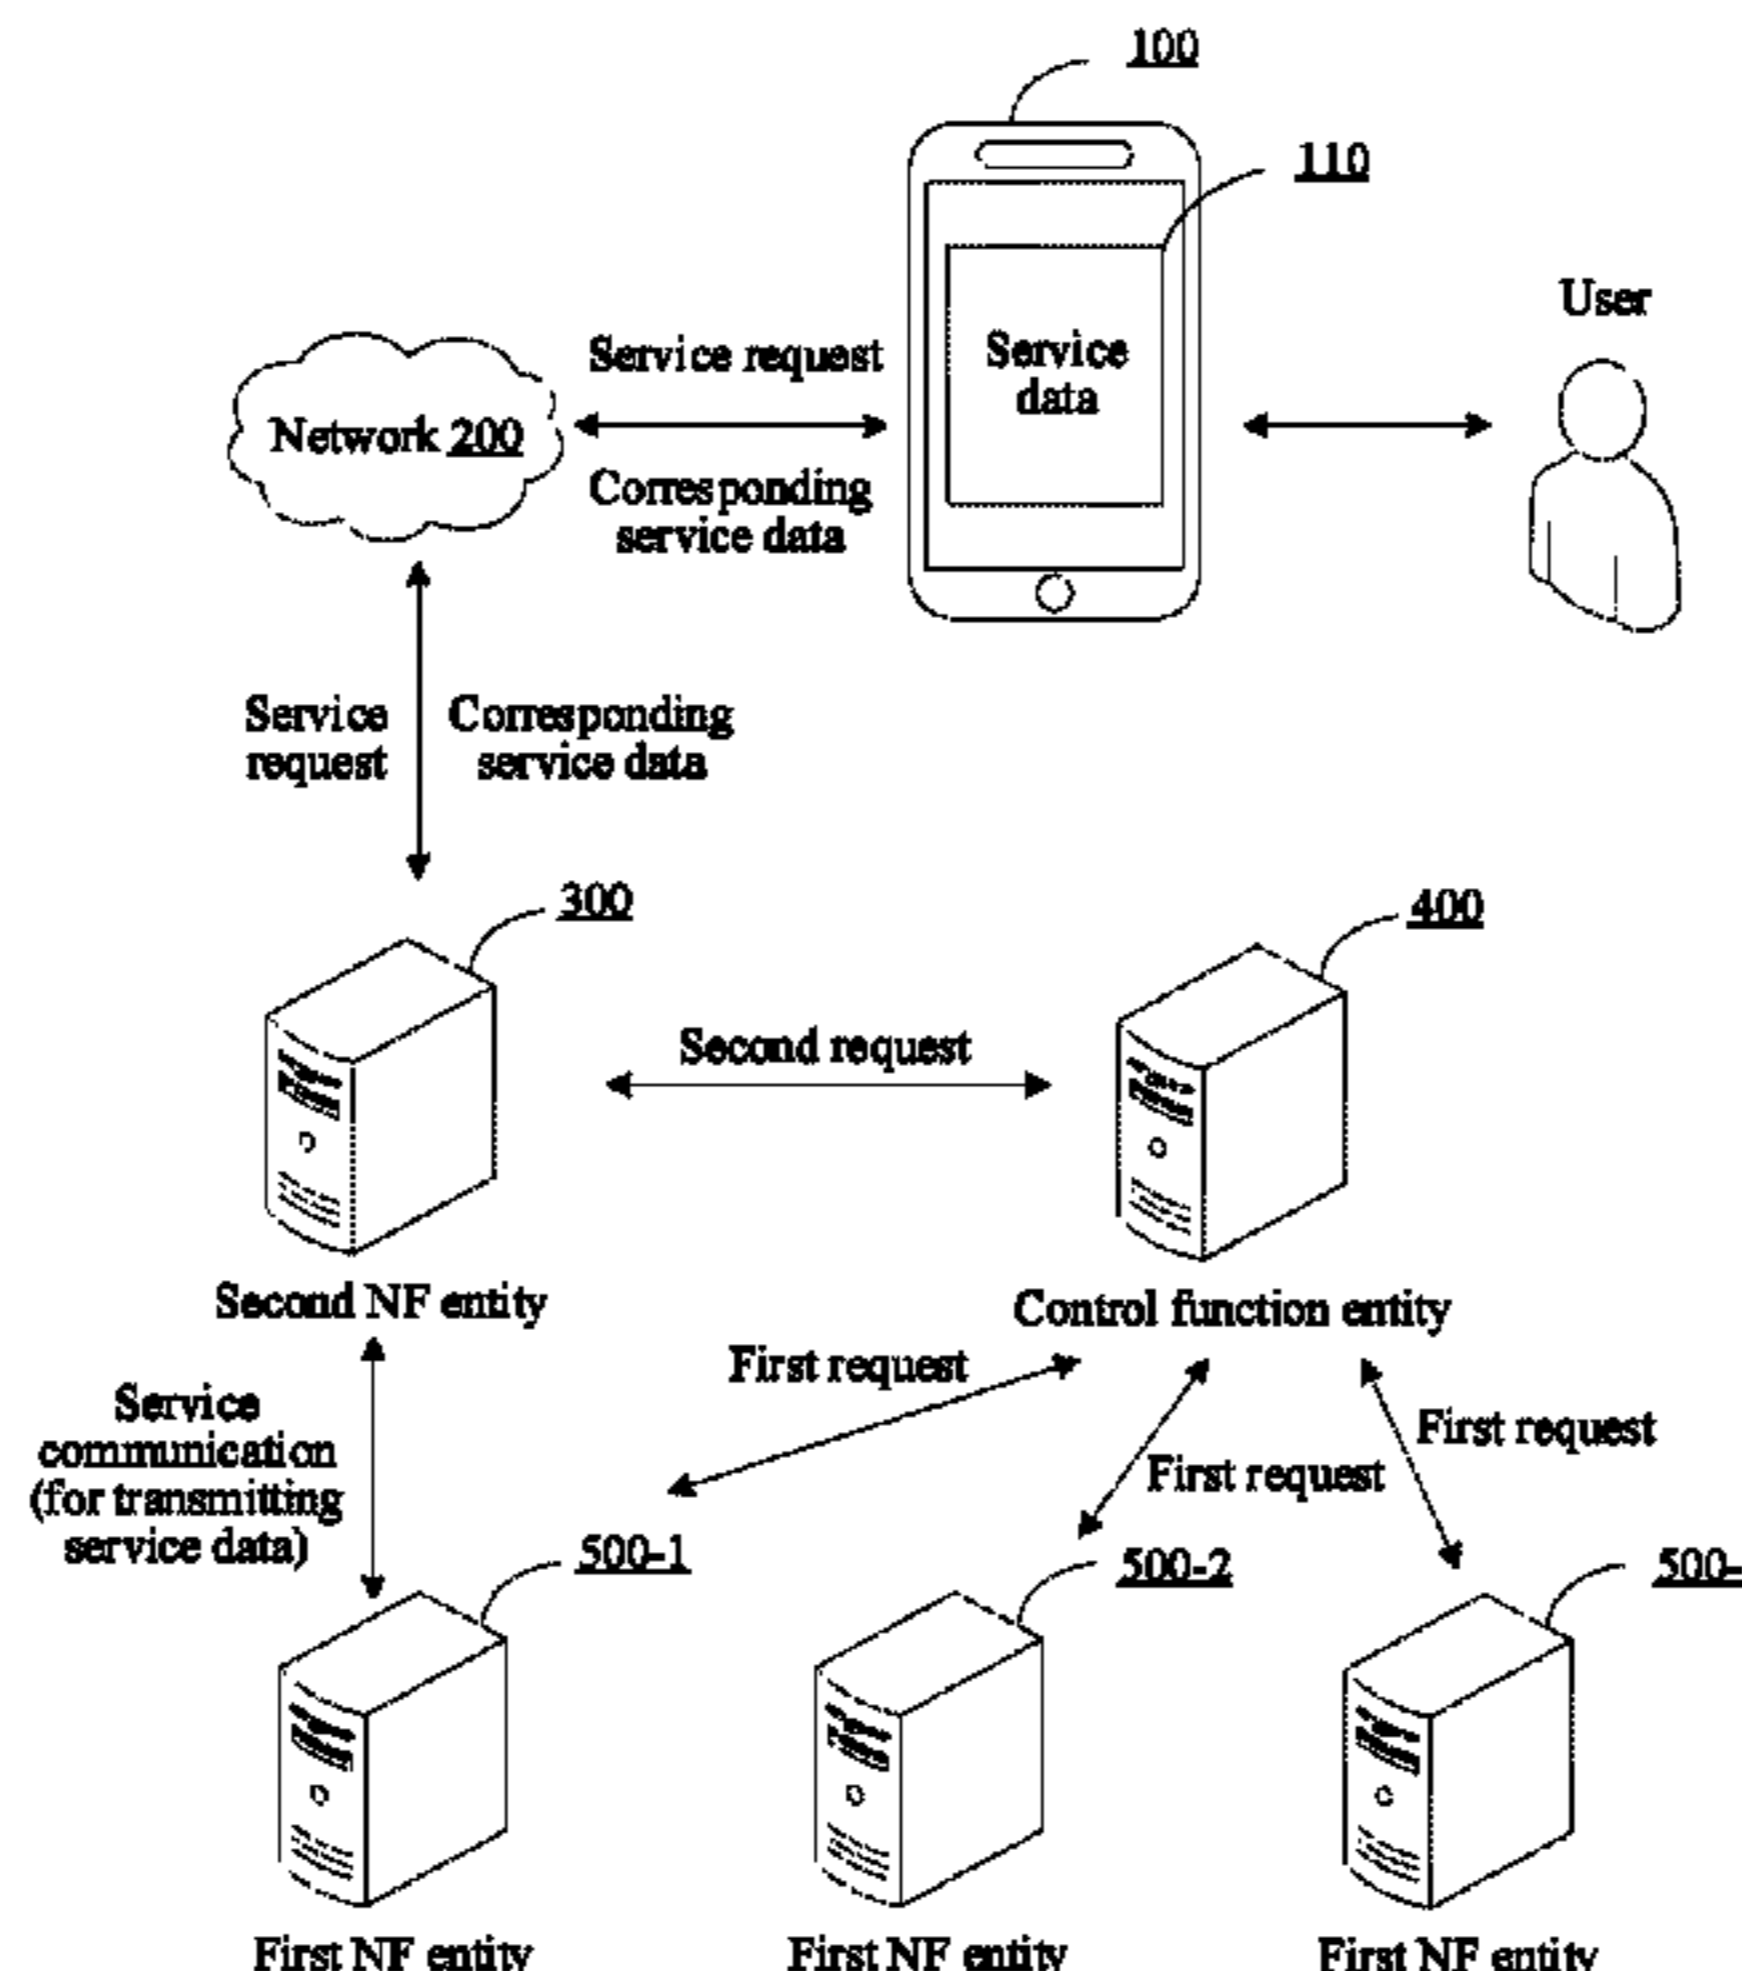 100
110
User
Service request
Service
data
Network 200
Corresponding
service data
Service
request
Corresponding
service data
300
400
Second request
Second NF entity
Control function entity
First request
Service
communication
(for transmitting
service data)
First request
First request
500-1
500-2
500-
First NF entity
First NF entity
First NF entity